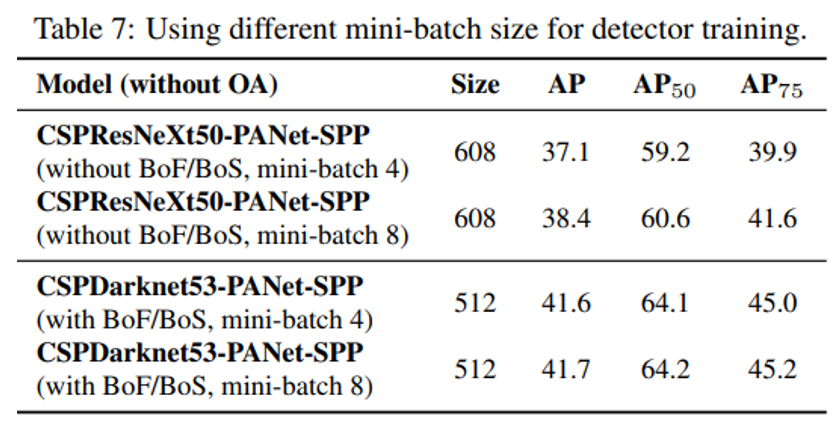 Table 7: Using different mini-batch size for detector training.
Model (without OA) Size AP AP50 AP75
CSPResNeXt50-PANet-SPP
(without BoF/BoS, mini-batch 4) 608 37.1 59.2 39.9
CSPResNeXt50-PANet-SPP
(without BoF/BoS, mini-batch 8) 608 38.4 60.6 41.6
CSPDarknet53-PANet-SPP
(with BoF/BoS, mini-batch 4) 512 41.6 64.1 45.0
CSPDarknet53-PANet-SPP
(with BoF/BoS, mini-batch 8) 512 41.7 64.2 45.2